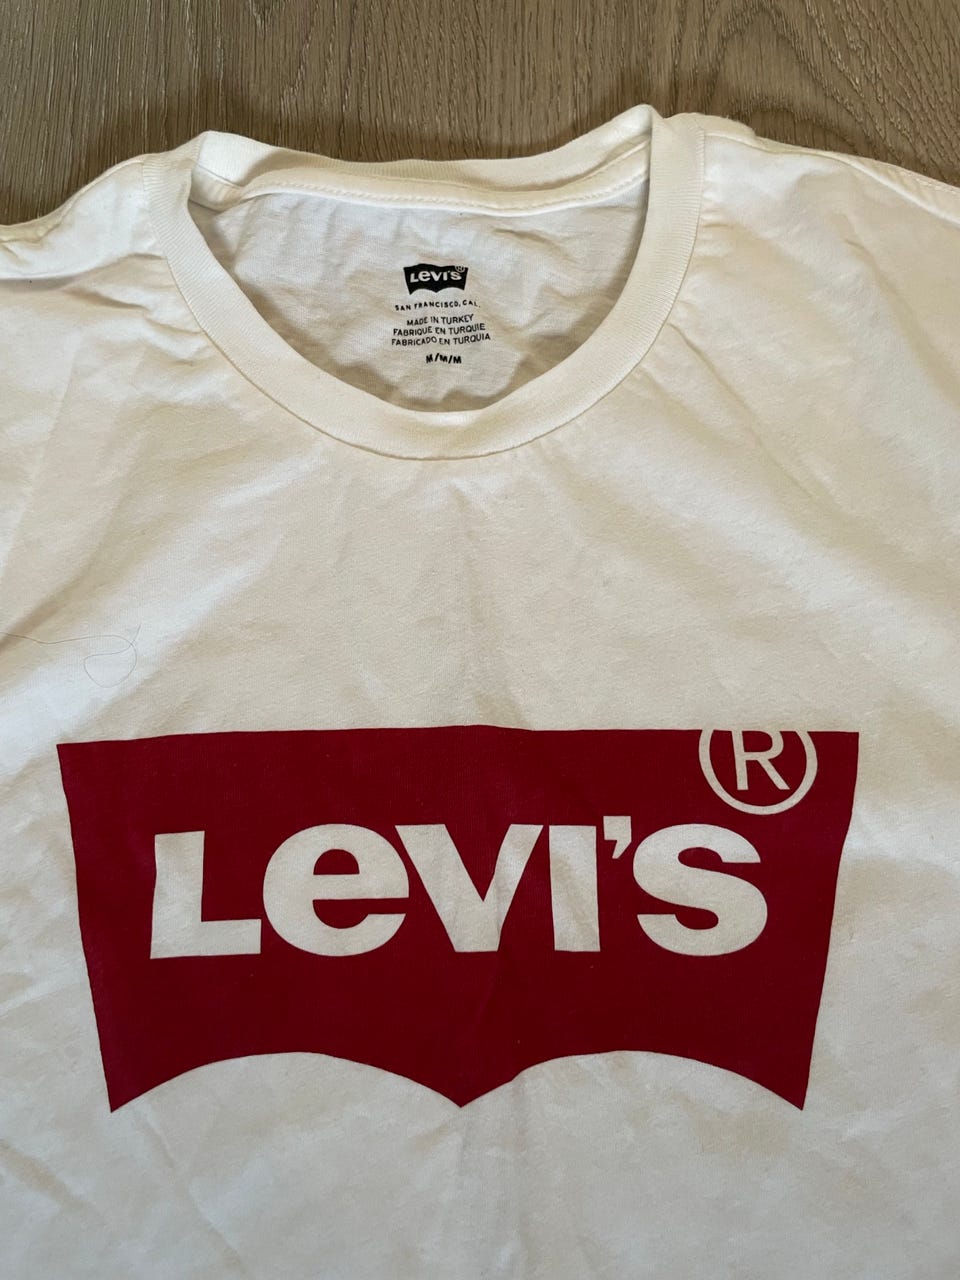 Levi's®
SAN FRANCISCO, CAL.
MADE IN TURKEY
FABRIQUE EN TURQUIE
FABRICADO EN TURQUIA
M/M/M
Levi's®